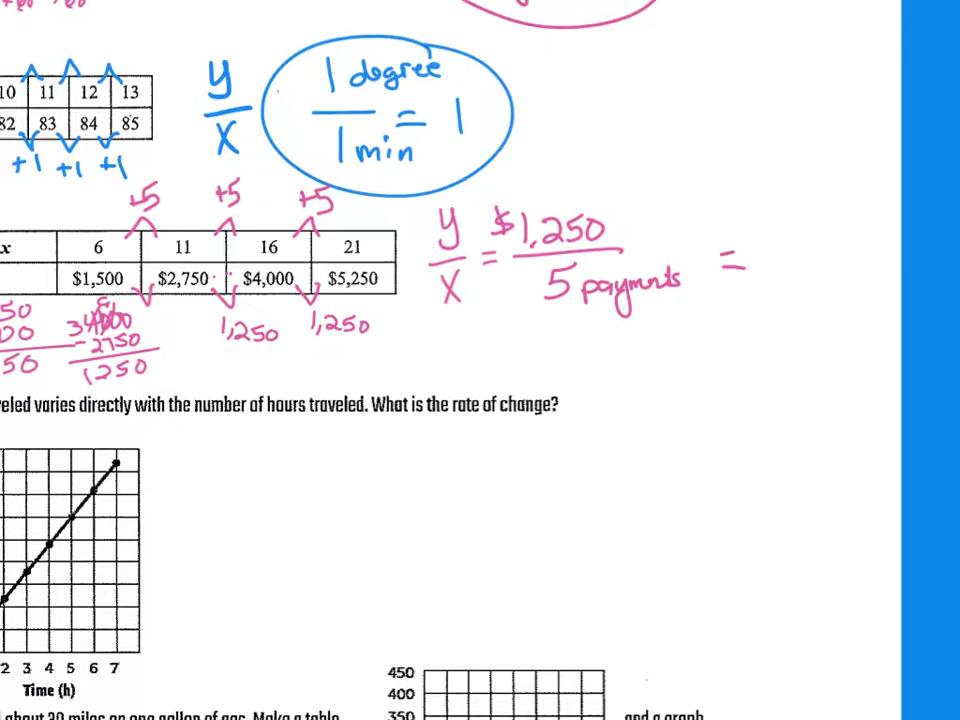 y/x 1 degree/1 min = 1
10 11 12 13
82 83 84 85
+1 +1 +1
+5 +5 +5
x 6 11 16 21
$1,500 $2,750 $4,000 $5,250
y/x = $1,250/5 payments =
1,250 1,250
50
00
50
4000
-2750
1250
eled varies directly with the number of hours traveled. What is the rate of change?
2 3 4 5 6 7
Time (h)
450
400
350
about 30 miles on one gallon of gas. Make a table
and a graph